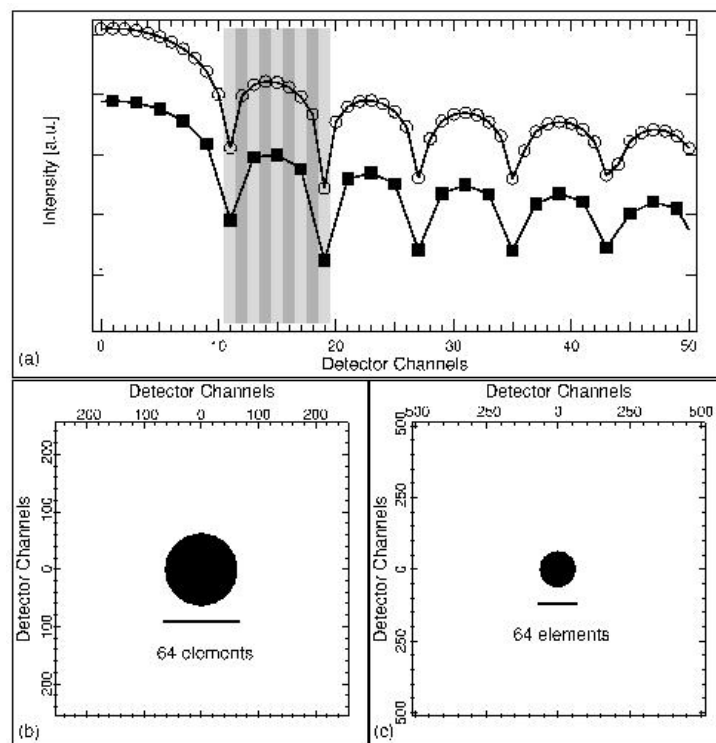 Intensity [a.u.]
(a)
0 10 20 30 40 50
Detector Channels
Detector Channels
200 100 0 100 200
Detector Channels
200 100 0 100 200
64 elements
(b)
Detector Channels
500 250 0 250 500
Detector Channels
500 250 0 250 500
64 elements
(c)